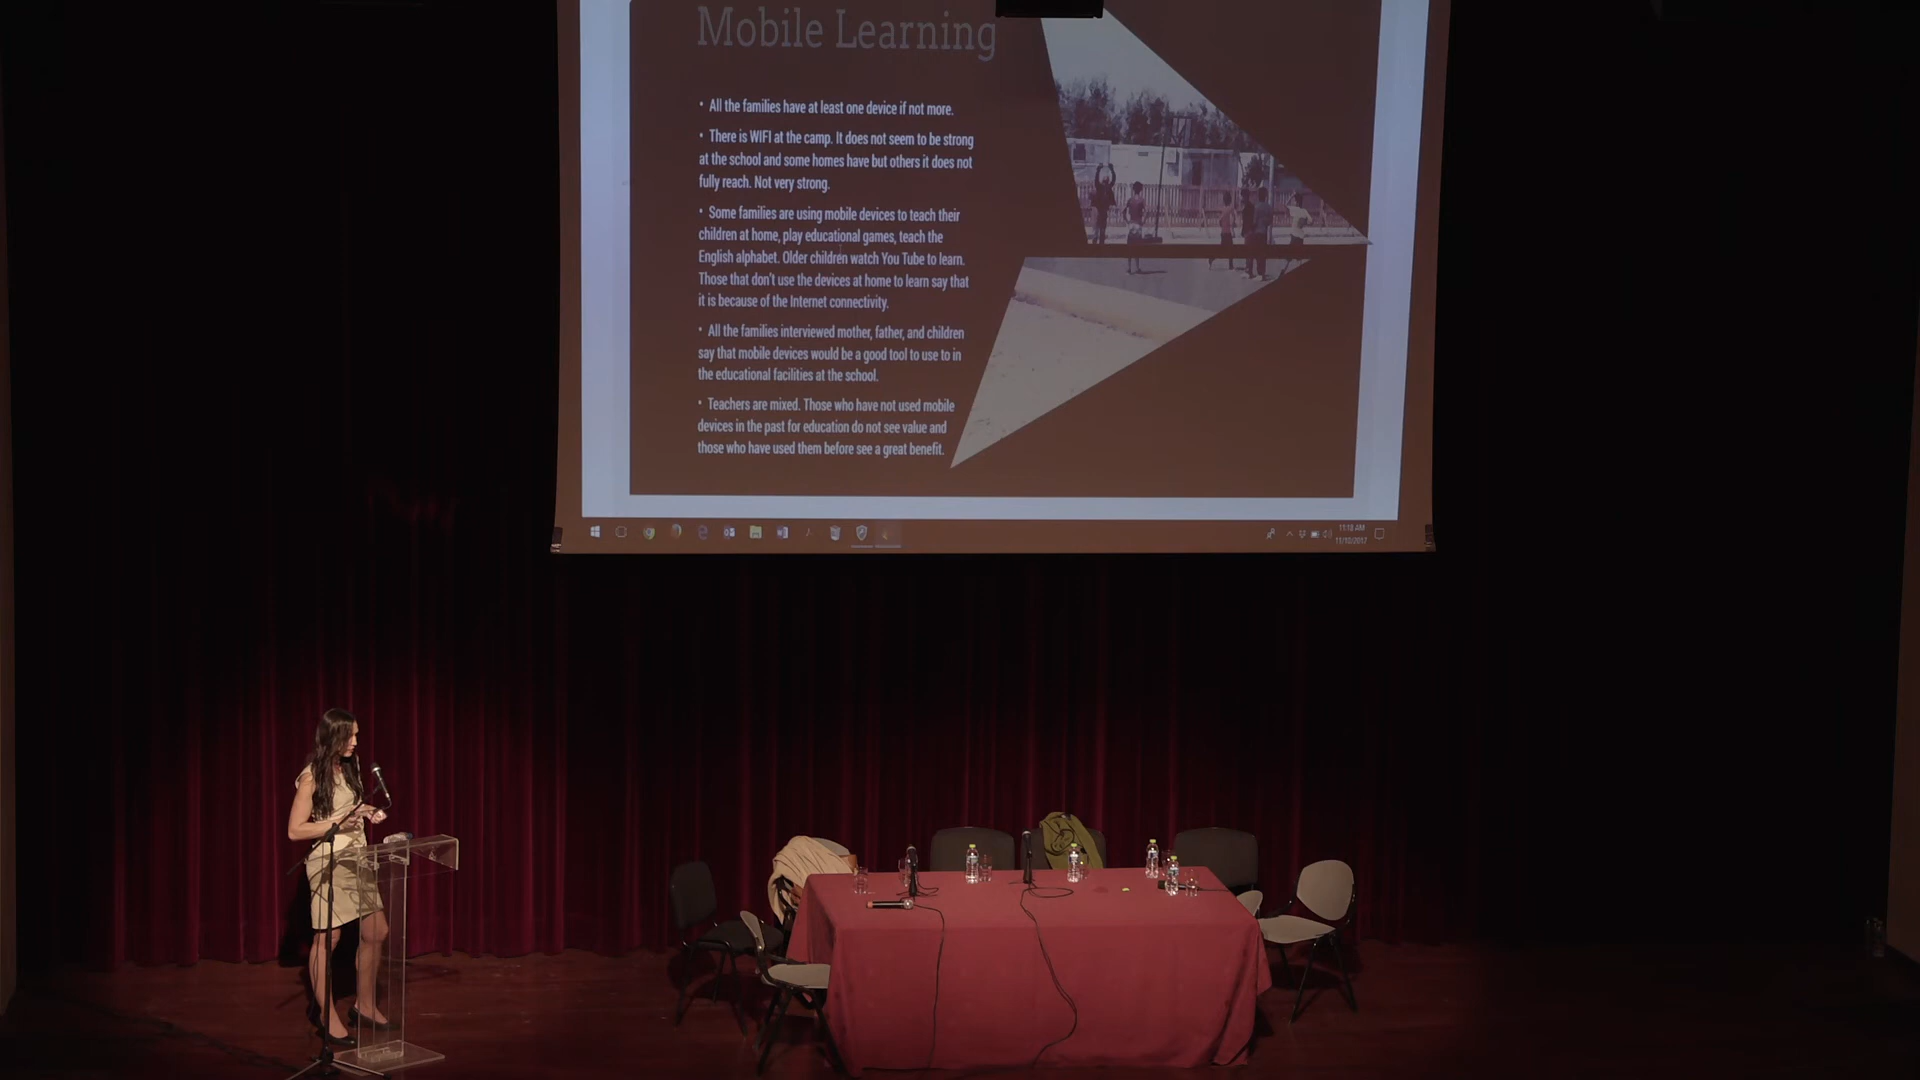 Mobile Learning
• All the families have at least one device if not more.
• There is WIFI at the camp. It does not seem to be strong
at the school and some homes have but others it does not
fully reach. Not very strong.
• Some families are using mobile devices to teach their
children at home, play educational games, teach the
English alphabet. Older children watch You Tube to learn.
Those that don't use the devices at home to learn say that
it is because of the Internet connectivity.
• All the families interviewed mother, father, and children
say that mobile devices would be a good tool to use to in
the educational facilities at the school.
• Teachers are mixed. Those who have not used mobile
devices in the past for education do not see value and
those who have used them before see a great benefit.
11:18 AM
11/10/2017